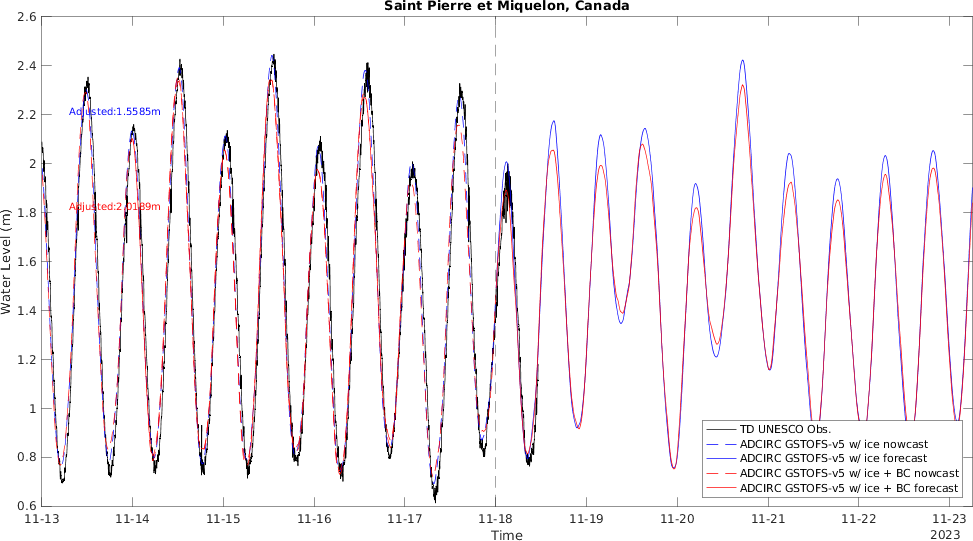 Saint Pierre et Miquelon, Canada
2.6
2.4
2.2
2
1.8
1.6
1.4
1.2
1
0.8
0.6
Water Level (m)
Adjusted:1.5585m
Adjusted:2.0189m
TD UNESCO Obs.
ADCIRC GSTOFS-v5 w/ ice nowcast
ADCIRC GSTOFS-v5 w/ ice forecast
ADCIRC GSTOFS-v5 w/ ice + BC nowcast
ADCIRC GSTOFS-v5 w/ ice + BC forecast
11-13 11-14 11-15 11-16 11-17 11-18 11-19 11-20 11-21 11-22 11-23
Time
2023